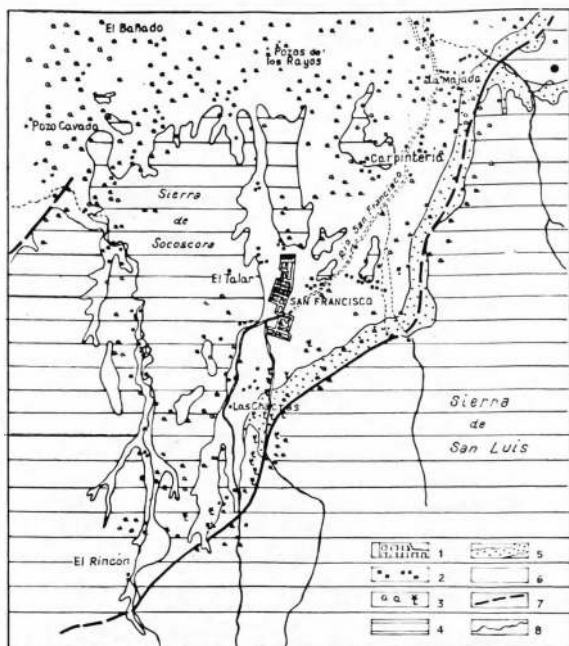 El Bañado
Pozos de
los Rayos
La Majada
Pozo Cavado
Carpintería
Sierra
de
Socoscora
Río San Francisco
El Talar
SAN FRANCISCO
Las Chacras
Sierra
de
San Luis
El Rincón
1
5
2
6
3
7
4
8